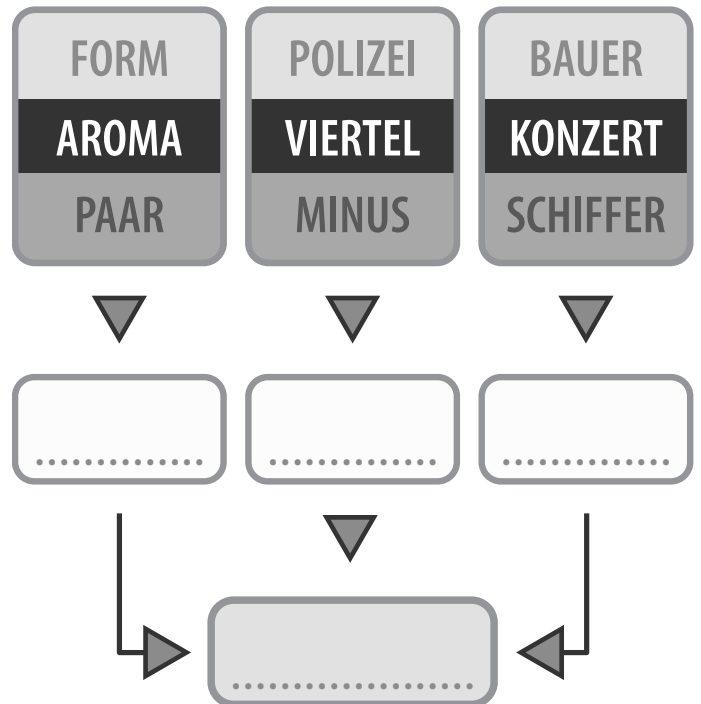 FORM
AROMA
PAAR
POLIZEI
VIERTEL
MINUS
BAUER
KONZERT
SCHIFFER